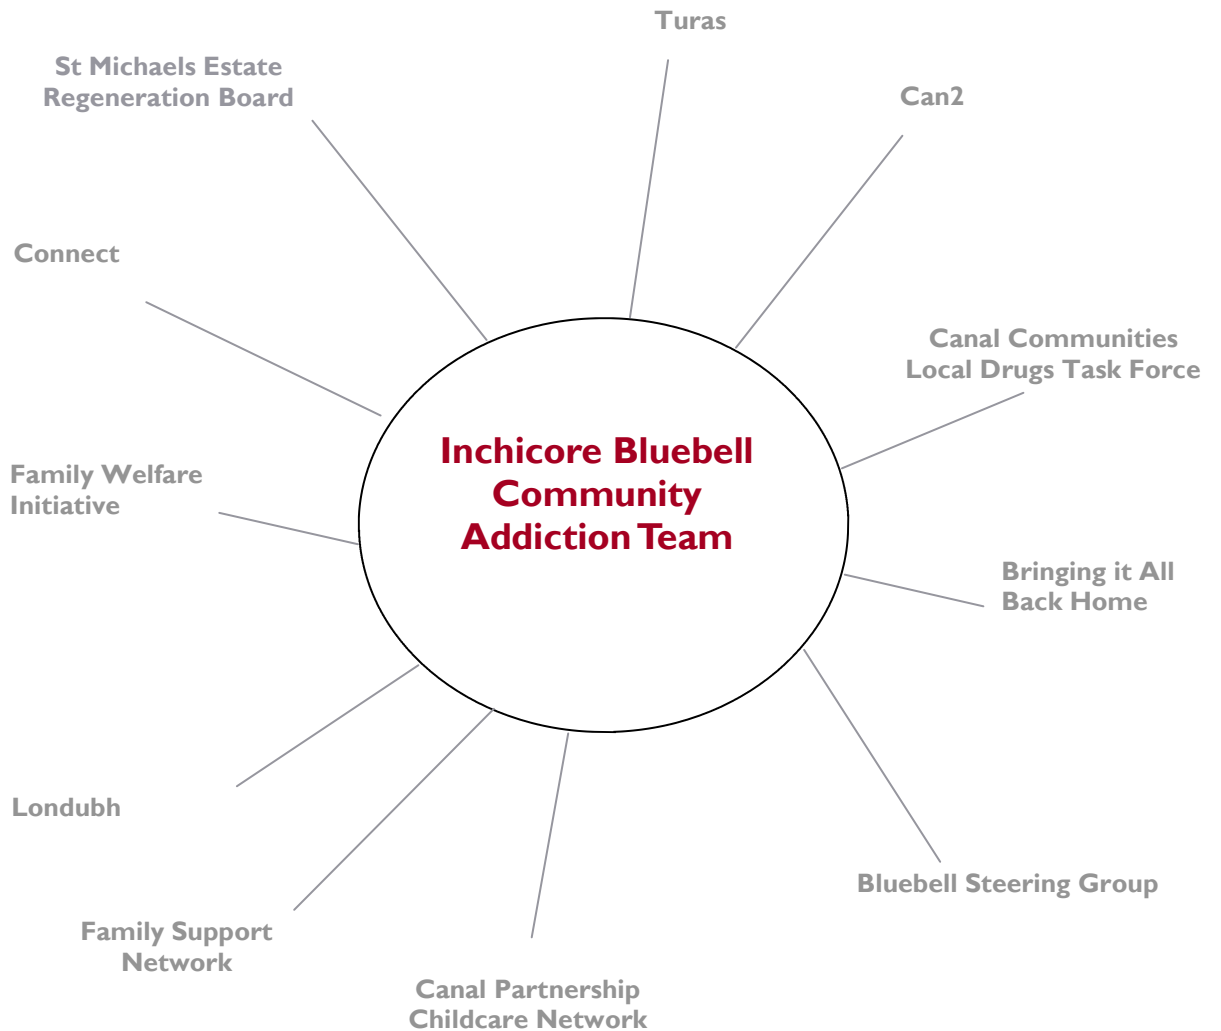 Turas
St Michaels Estate
Regeneration Board
Can2
Connect
Canal Communities
Local Drugs Task Force
Inchicore Bluebell
Community
Addiction Team
Family Welfare
Initiative
Bringing it All
Back Home
Londubh
Bluebell Steering Group
Family Support
Network
Canal Partnership
Childcare Network